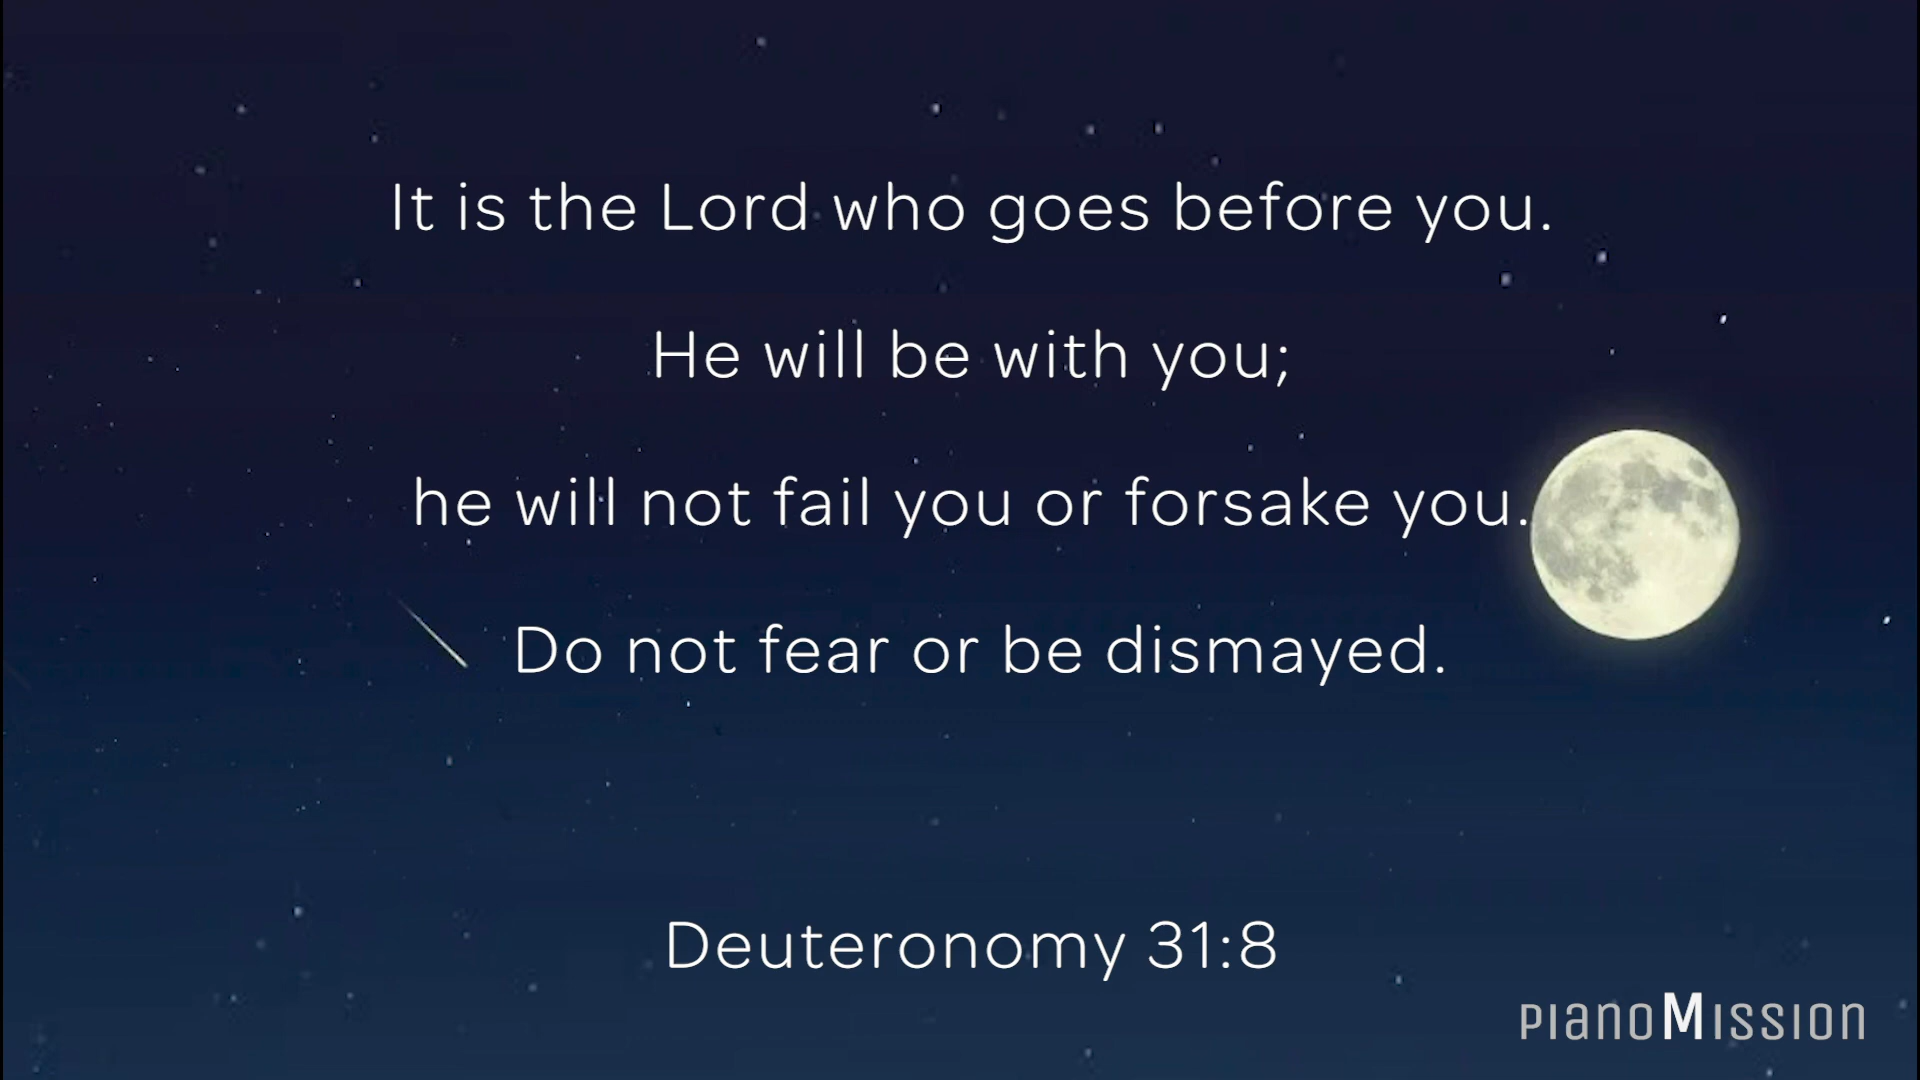 It is the Lord who goes before you.
He will be with you;
he will not fail you or forsake you.
Do not fear or be dismayed.
Deuteronomy 31:8
pianoMission